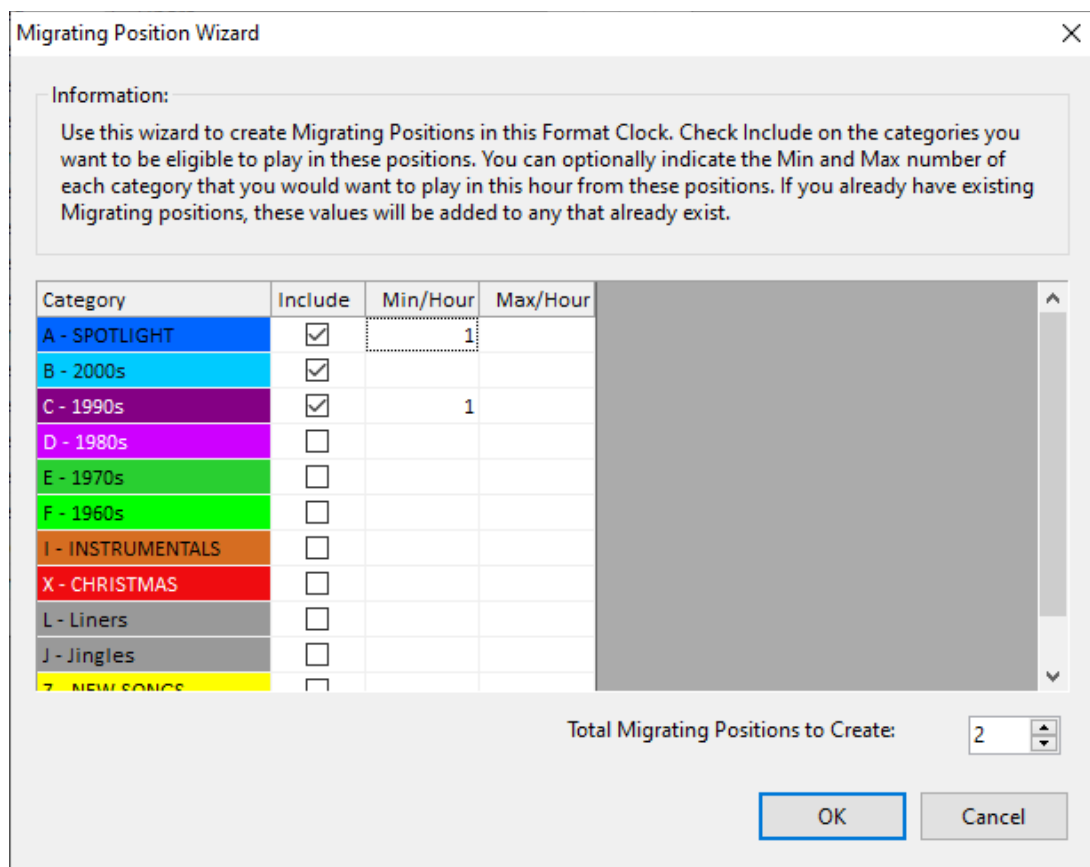 Migrating Position Wizard
Information:
Use this wizard to create Migrating Positions in this Format Clock. Check Include on the categories you
want to be eligible to play in these positions. You can optionally indicate the Min and Max number of
each category that you would want to play in this hour from these positions. If you already have existing
Migrating positions, these values will be added to any that already exist.
Category Include Min/Hour Max/Hour
A - SPOTLIGHT 1
B - 2000s
C - 1990s 1
D - 1980s
E - 1970s
F - 1960s
I - INSTRUMENTALS
X - CHRISTMAS
L - Liners
J - Jingles
Z - NEW SONGS
Total Migrating Positions to Create: 2
OK Cancel